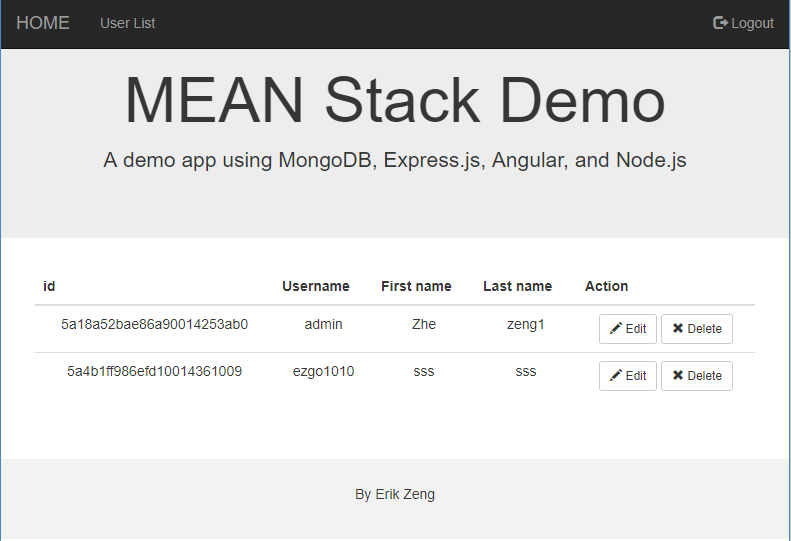 HOME User List Logout
MEAN Stack Demo
A demo app using MongoDB, Express.js, Angular, and Node.js
id Username First name Last name Action
5a18a52bae86a90014253ab0 admin Zhe zeng1 Edit Delete
5a4b1ff986efd10014361009 ezgo1010 sss sss Edit Delete
By Erik Zeng